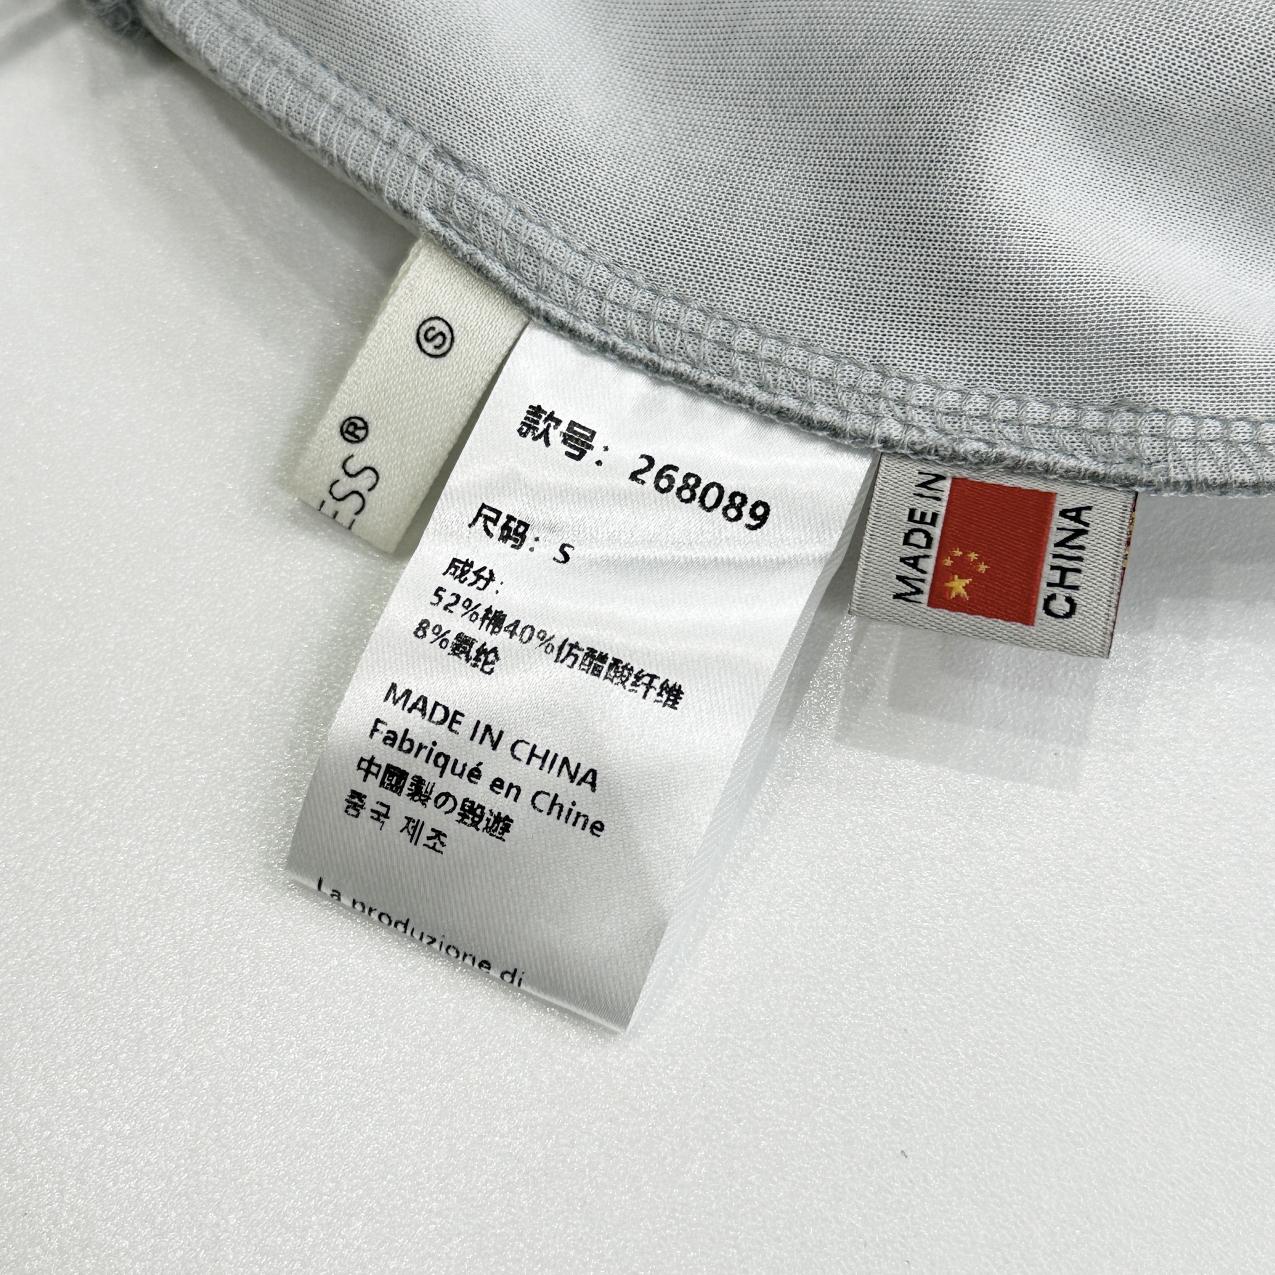 S
ESS®
款号：268089
尺码：S
成分：
52%棉40%仿醋酸纤维
8%氨纶
MADE IN CHINA
Fabriqué en Chine
中國製の毀遊
중국 제조
La produzione di
MADE IN
CHINA